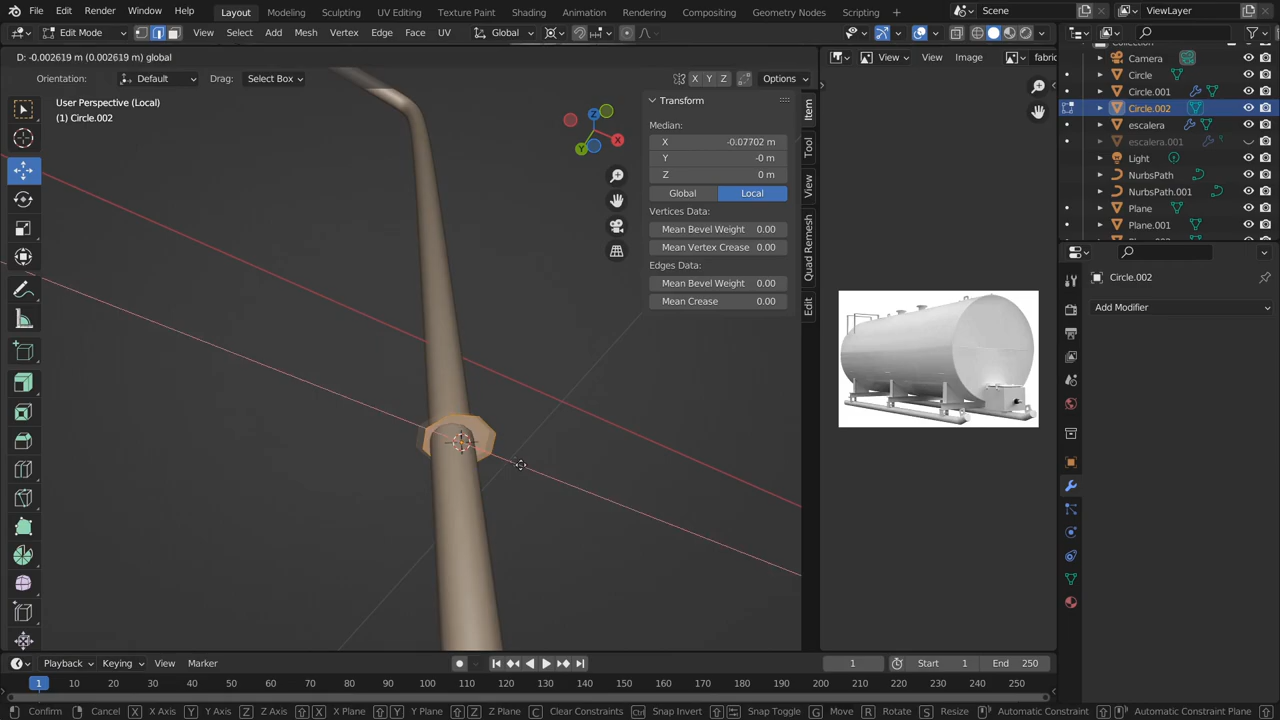 File Edit Render Window Help Layout Modeling Sculpting UV Editing Texture Paint Shading Animation Rendering Compositing Geometry Nodes Scripting Scene ViewLayer
Edit Mode View Select Add Mesh Vertex Edge Face UV Global View Image fabric
D: -0.002619 m (0.002619 m) global
Orientation: Default Drag: Select Box X Y Z Options
User Perspective (Local)
(1) Circle.002
Transform
Median:
X -0.07702 m
Y -0 m
Z 0 m
Global Local
Vertices Data:
Mean Bevel Weight 0.00
Mean Vertex Crease 0.00
Edges Data:
Mean Bevel Weight 0.00
Mean Crease 0.00
Item
Tool
View
Quad Remesh
Edit
X
Y
Z
Collection
Camera
Circle
Circle.001
Circle.002
escalera
escalera.001
Light
NurbsPath
NurbsPath.001
Plane
Plane.001
Circle.002
Add Modifier
Playback Keying View Marker 1 Start 1 End 250
1 10 20 30 40 50 60 70 80 90 100 110 120 130 140 150 160 170 180 190 200 210 220 230 240 250
Confirm Cancel X X Axis Y Y Axis Z Z Axis X Plane Y Plane Z Plane C Clear Constraints Ctrl Snap Invert Snap Toggle G Move R Rotate S Resize Automatic Constraint Automatic Constraint Plane